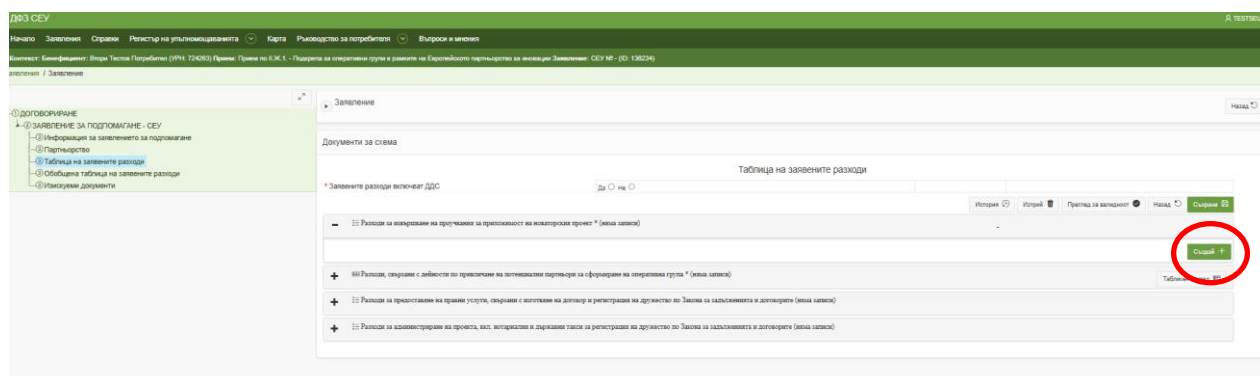 ДФЗ СЕУ
TESTSEU
Начало Заявления Справки Регистър на упълномощаванията Карта Ръководство за потребителя Въпроси и мнения
Контекст: Бенефициент: Втори Тестов Потребител (УРН: 724263) Прием: Прием по II.Ж.1. - Подкрепа за оперативни групи в рамките на Европейското партньорство за иновации Заявление: СЕУ № - (ID: 136234)
аявления / Заявление
ДОГОВОРИРАНЕ
ЗАЯВЛЕНИЕ ЗА ПОДПОМАГАНЕ - СЕУ
Информация за заявлението за подпомагане
Партньорство
Таблица на заявените разходи
Обобщена таблица на заявените разходи
Изискуеми документи
Заявление
Назад
Документи за схема
Таблица на заявените разходи
* Заявените разходи включват ДДС Да Не
История Изтрий Преглед за валидност Назад Съхрани
Разходи за извършване на проучвания за приложимост на новаторския проект * (няма записи) -
Създай +
Разходи, свързани с дейности по привличане на потенциални партньори за сформиране на оперативна група * (няма записи)
Разходи за предоставяне на правни услуги, свързани с изготвяне на договор и регистрация на дружество по Закона за задълженията и договорите (няма записи)
Разходи за администриране на проекта, вкл. нотариални и държавни такси за регистрация на дружество по Закона за задълженията и договорите (няма записи)